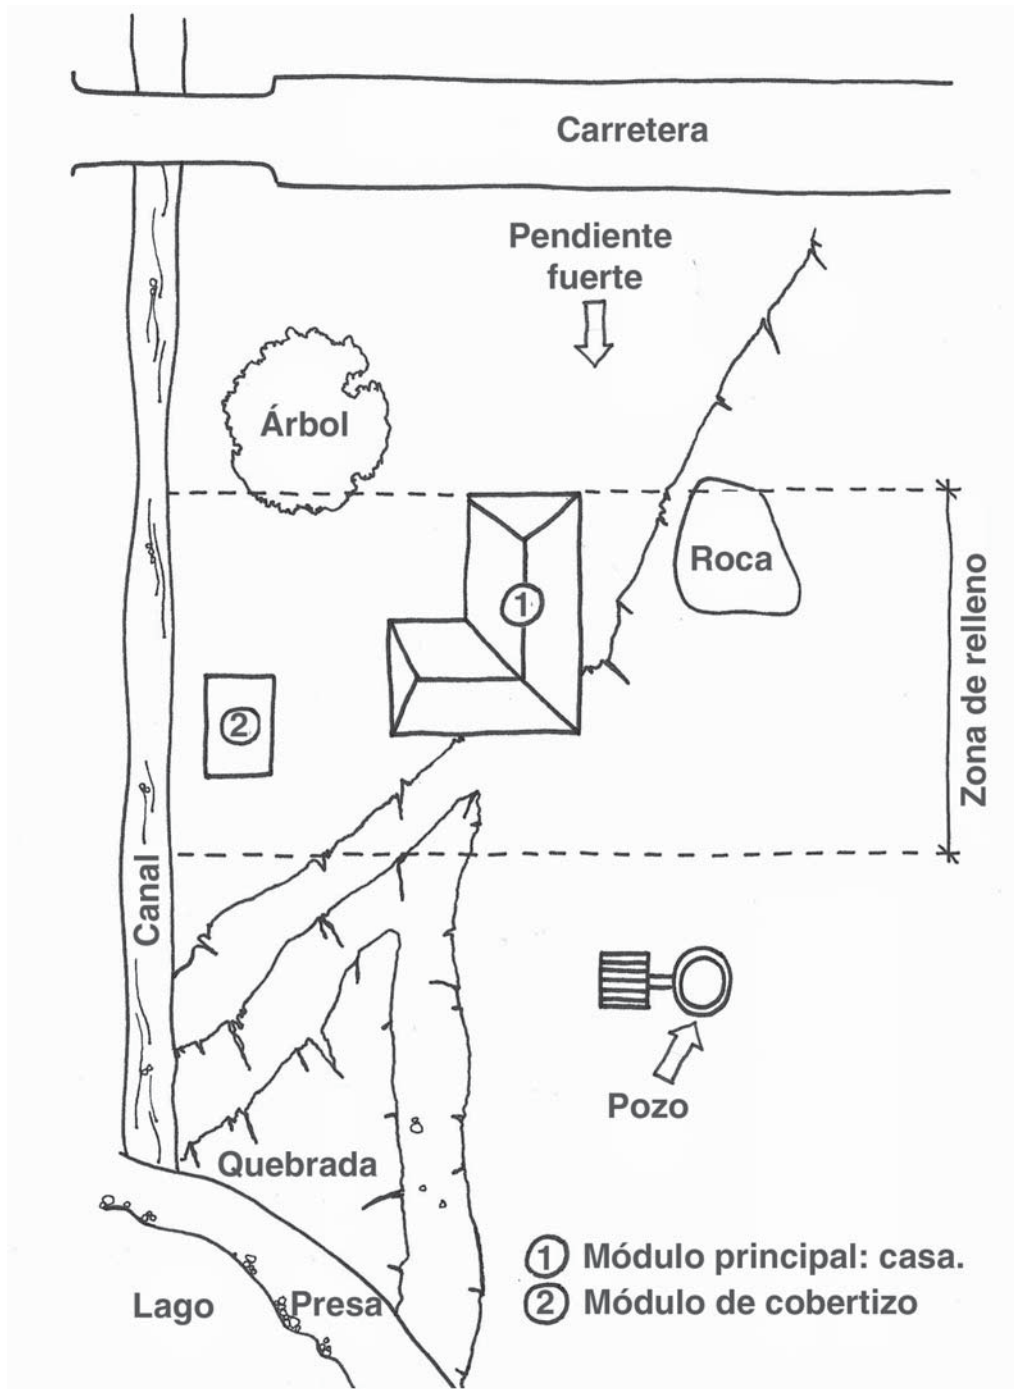 Carretera
Pendiente
fuerte
Árbol
Roca
1
Zona de relleno
2
Canal
Pozo
Quebrada
1 Módulo principal: casa.
2 Módulo de cobertizo
Lago
Presa